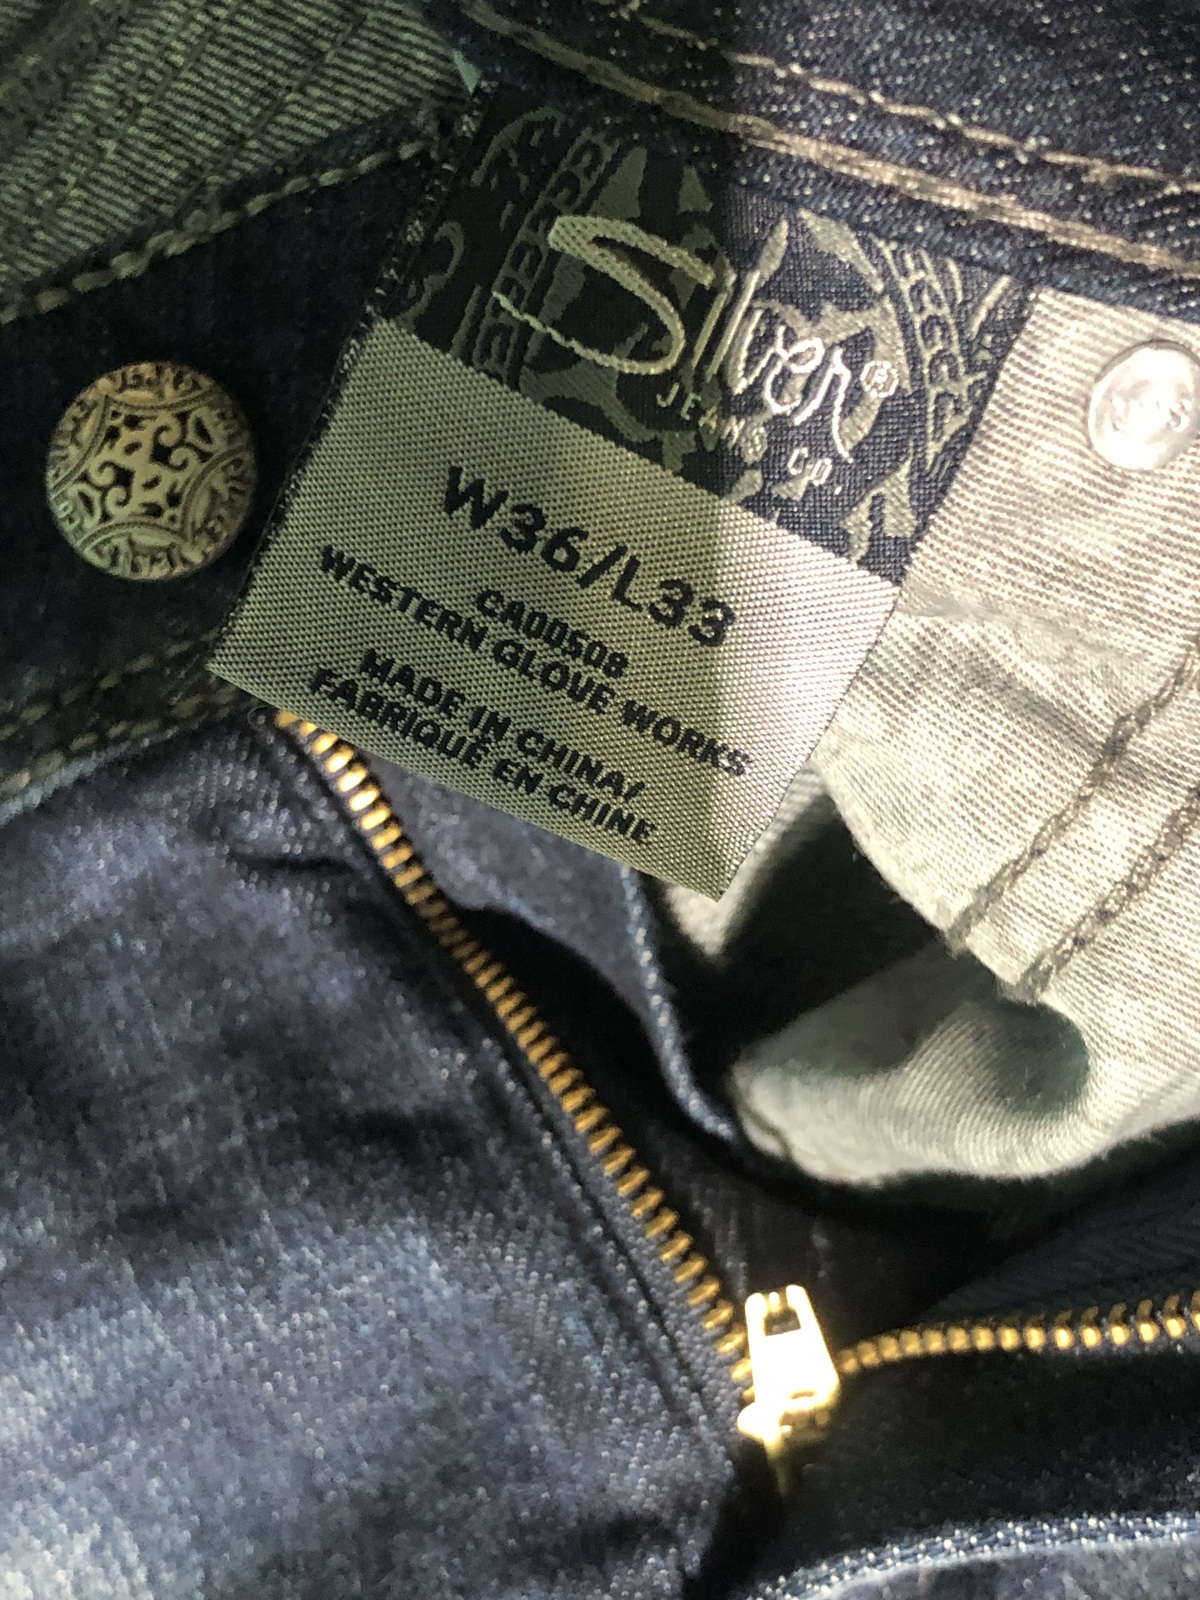 Silver®
JEANS CO.
W36/L33
CA00508
WESTERN GLOVE WORKS
MADE IN CHINA/
FABRIQUÉ EN CHINE